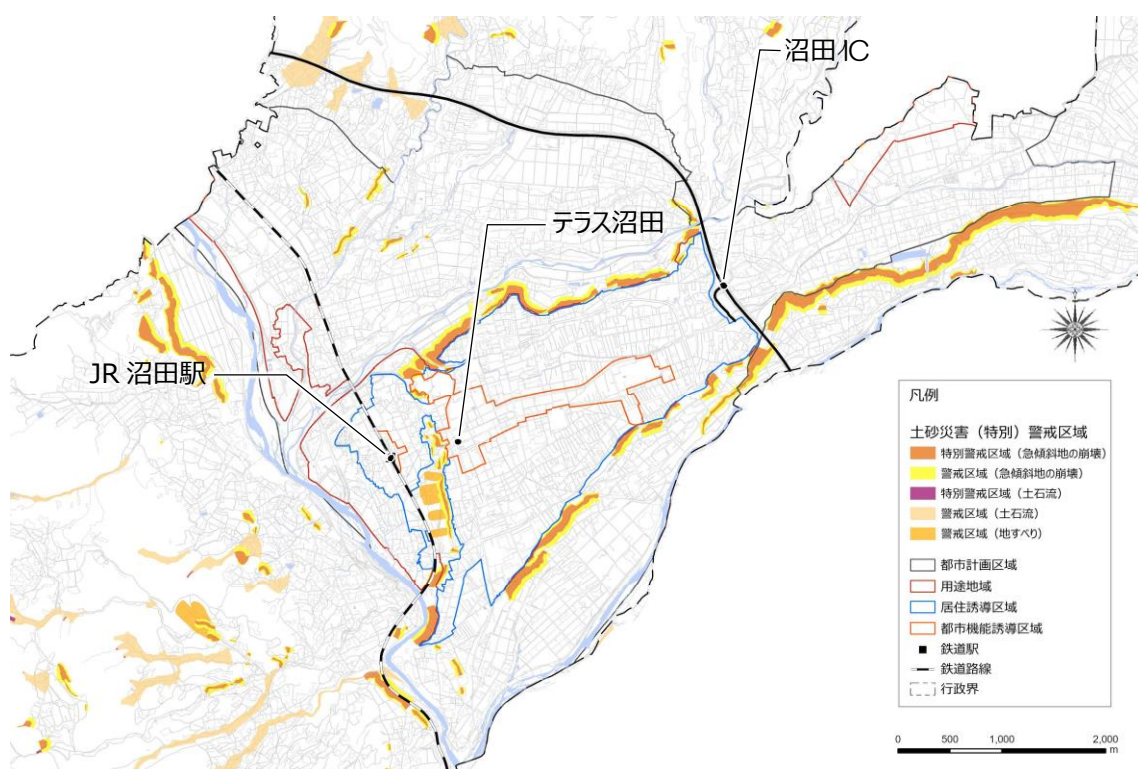 沼田 IC
テラス沼田
JR 沼田駅
凡例
土砂災害（特別）警戒区域
特別警戒区域（急傾斜地の崩壊）
警戒区域（急傾斜地の崩壊）
特別警戒区域（土石流）
警戒区域（土石流）
警戒区域（地すべり）
都市計画区域
用途地域
居住誘導区域
都市機能誘導区域
鉄道駅
鉄道路線
行政界
0 500 1,000 2,000
m